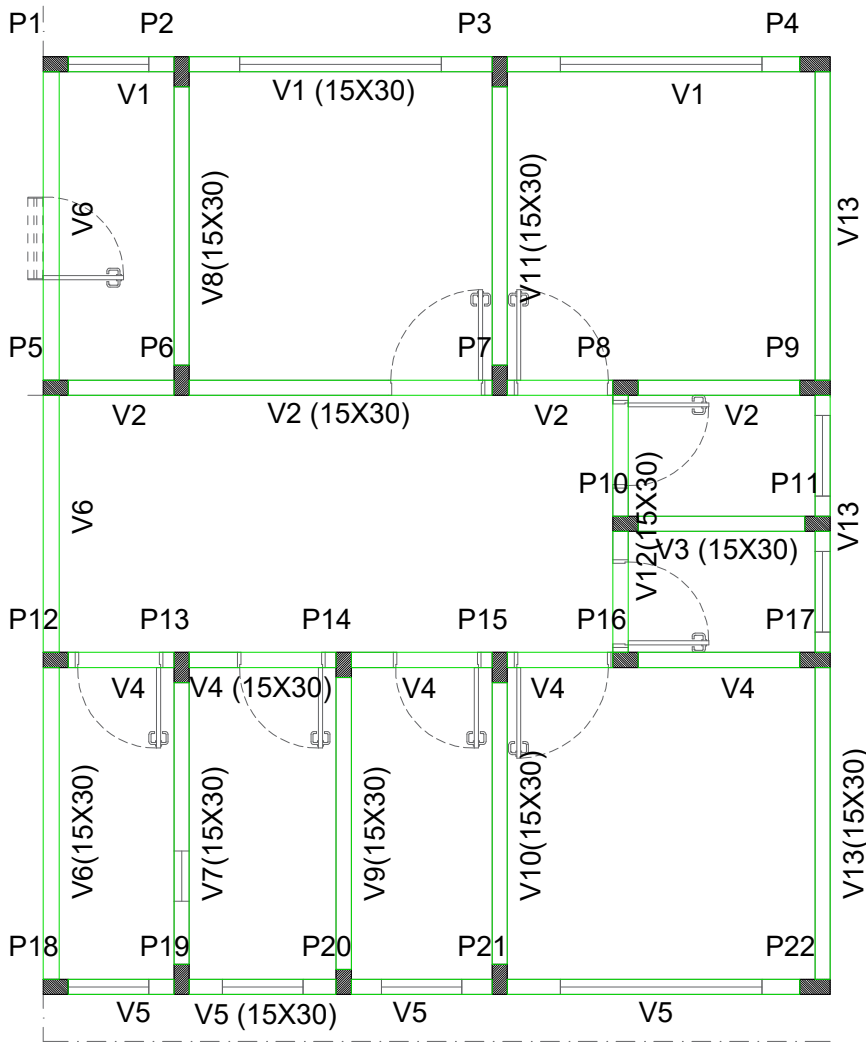 P1 P2 P3 P4
V1 V1 (15X30) V1
V6 V8(15X30) V11(15X30) V13
P5 P6 P7 P8 P9
V2 V2 (15X30) V2 V2
P10 P11
V6 V12(15X30) V13
V3 (15X30)
P12 P13 P14 P15 P16 P17
V4 V4 (15X30) V4 V4 V4
V6(15X30) V7(15X30) V9(15X30) V10(15X30) V13(15X30)
P18 P19 P20 P21 P22
V5 V5 (15X30) V5 V5